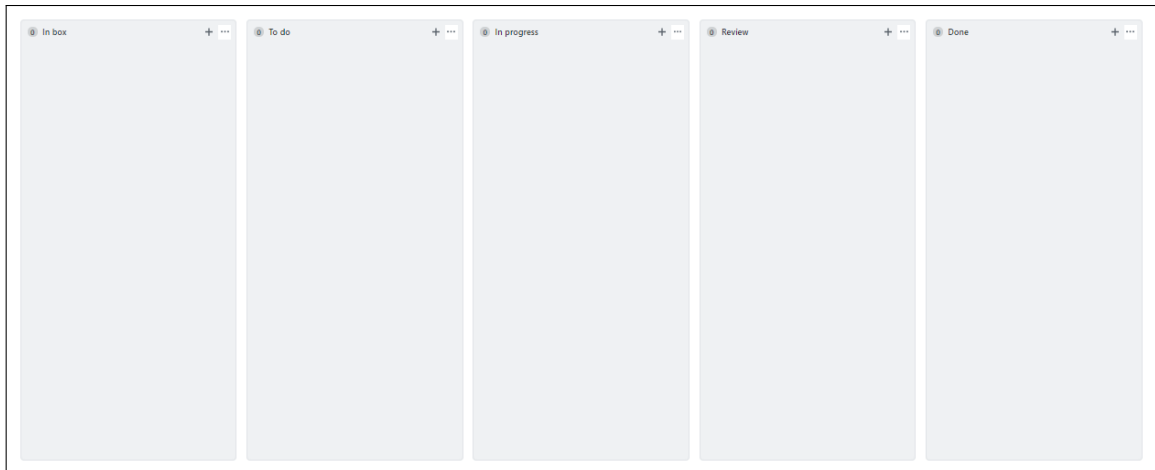 0 In box + ...
0 To do + ...
0 In progress + ...
0 Review + ...
0 Done + ...